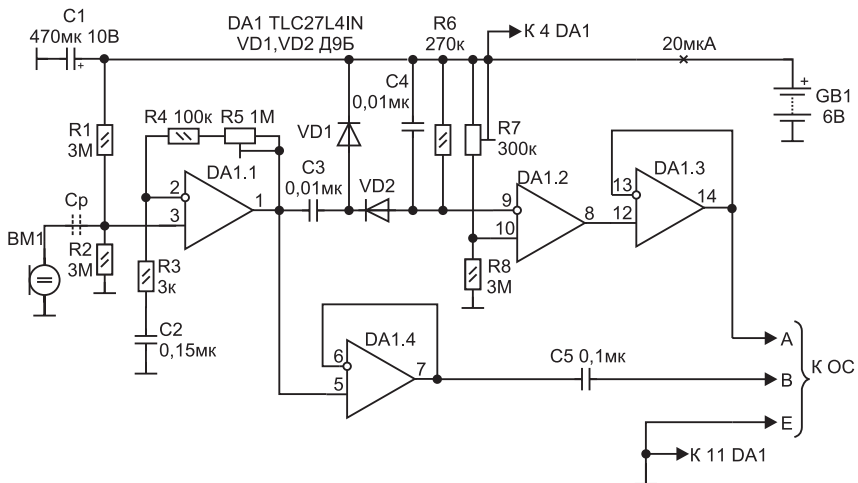 C1
470мк 10В
+
DA1 TLC27L4IN
VD1,VD2 Д9Б
R6
270к
К 4 DA1
20мкА
+
GB1
6В
R1
3М
R4 100к
R5 1М
VD1
C4
0,01мк
R7
300к
DA1.1
2
3
1
C3
0,01мк
VD2
DA1.2
9
10
8
DA1.3
13
12
14
Ср
BM1
R2
3М
R3
3к
C2
0,15мк
R8
3М
DA1.4
6
5
7
C5 0,1мк
A
B
E
К ОС
К 11 DA1